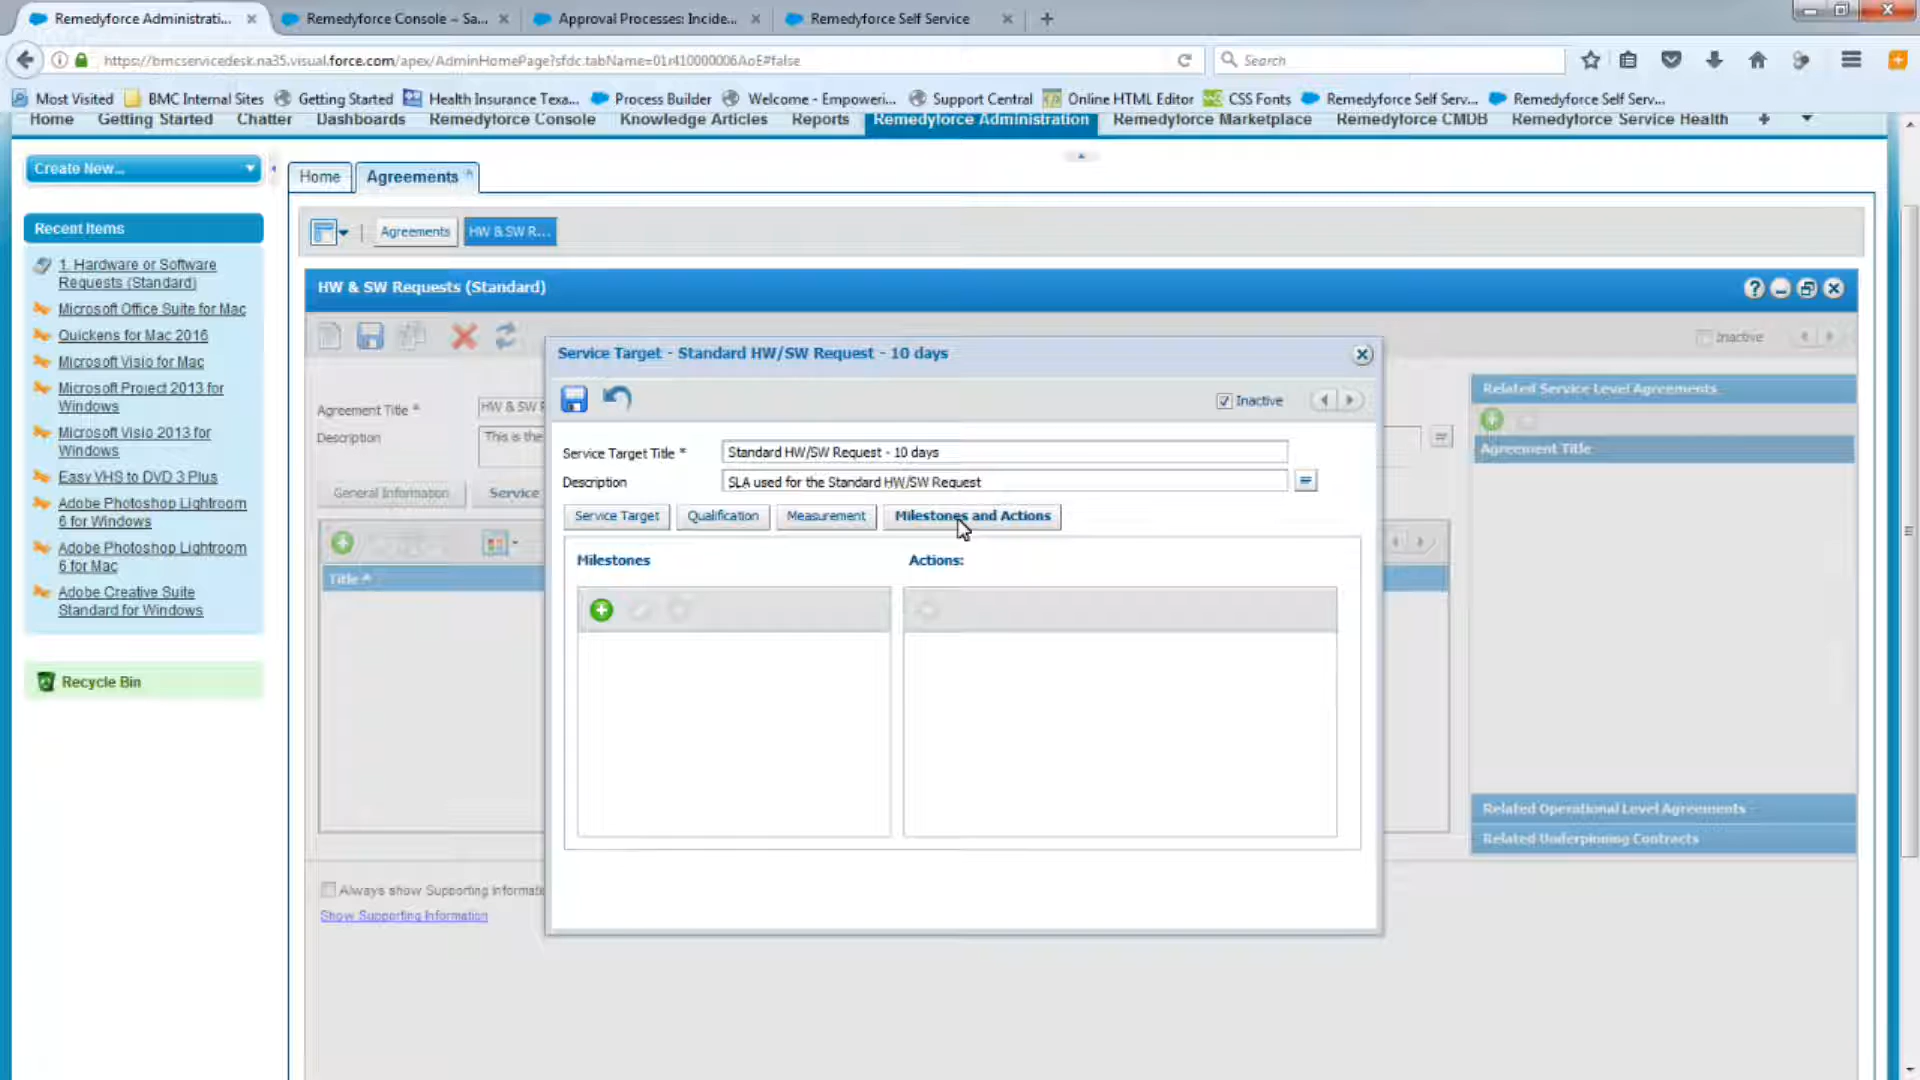 Remedyforce Administrati...
Remedyforce Console – Sa...
Approval Processes: Incide...
Remedyforce Self Service
https://bmcservicedesk.na35.visual.force.com/apex/AdminHomePage?sfdc.tabName=01r410000006AoE#false
Search
Most Visited
BMC Internal Sites
Getting Started
Health Insurance Texa...
Process Builder
Welcome - Empoweri...
Support Central
Online HTML Editor
CSS Fonts
Remedyforce Self Serv...
Remedyforce Self Serv...
Home
Getting Started
Chatter
Dashboards
Remedyforce Console
Knowledge Articles
Reports
Remedyforce Administration
Remedyforce Marketplace
Remedyforce CMDB
Remedyforce Service Health
Create New...
Home
Agreements
Recent Items
Agreements
HW & SW R...
1. Hardware or Software
Requests (Standard)
Microsoft Office Suite for Mac
Quickens for Mac 2016
Microsoft Visio for Mac
Microsoft Project 2013 for
Windows
Microsoft Visio 2013 for
Windows
Easy VHS to DVD 3 Plus
Adobe Photoshop Lightroom
6 for Windows
Adobe Photoshop Lightroom
6 for Mac
Adobe Creative Suite
Standard for Windows
Recycle Bin
HW & SW Requests (Standard)
Inactive
Agreement Title *
HW & SW
Description
This is the
General Information
Service
Title
Always show Supporting Informat
Show Supporting Information
Service Target - Standard HW/SW Request - 10 days
Inactive
Service Target Title *
Standard HW/SW Request - 10 days
Description
SLA used for the Standard HW/SW Request
Service Target
Qualification
Measurement
Milestones and Actions
Milestones
Actions:
Related Service Level Agreements
Agreement Title
Related Operational Level Agreements
Related Underpinning Contracts